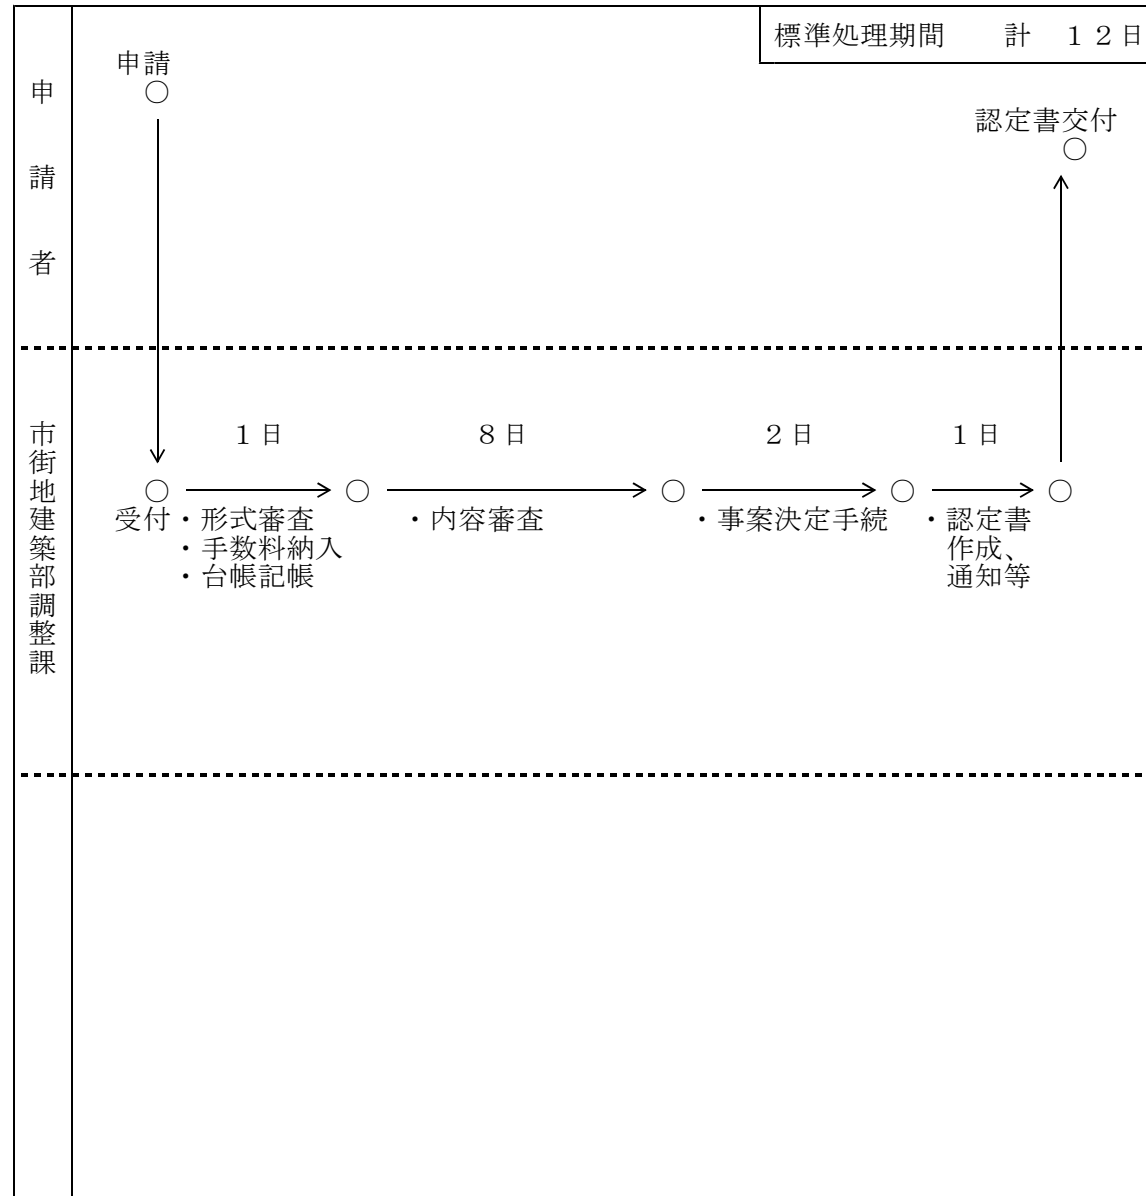 標準処理期間　　計　１２日
申請
○
認定書交付
○
申請者
１日　８日　２日　１日
○　○　○　○　○
受付・形式審査　・内容審査　・事案決定手続　・認定書
・手数料納入　作成、
・台帳記帳　通知等
市街地建築部調整課